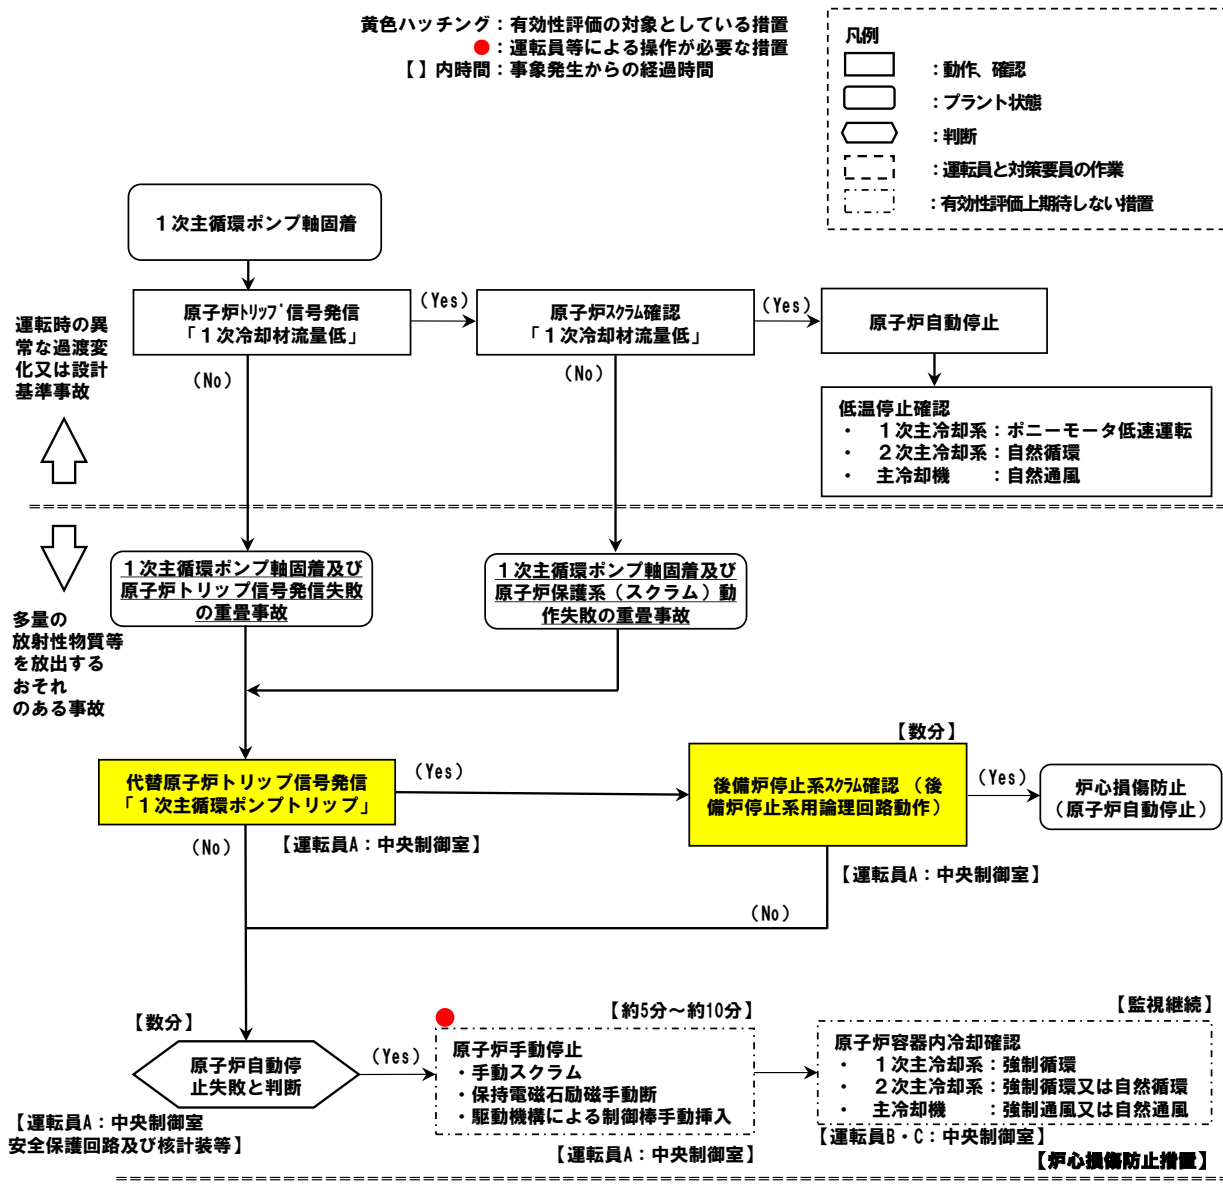 黄色ハッチング：有効性評価の対象としている措置
●：運転員等による操作が必要な措置
【 】内時間：事象発生からの経過時間
凡例
：動作、確認
：プラント状態
：判断
：運転員と対策要員の作業
：有効性評価上期待しない措置
１次主循環ポンプ軸固着
原子炉ﾄﾘｯﾌﾟ信号発信
「１次冷却材流量低」
（Yes）
原子炉ｽｸﾗﾑ確認
「１次冷却材流量低」
（Yes）
原子炉自動停止
（No）
（No）
運転時の異
常な過渡変
化又は設計
基準事故
低温停止確認
・ １次主冷却系：ポニーモータ低速運転
・ ２次主冷却系：自然循環
・ 主冷却機 ：自然通風
１次主循環ポンプ軸固着及び
原子炉トリップ信号発信失敗
の重畳事故
１次主循環ポンプ軸固着及び
原子炉保護系（スクラム）動
作失敗の重畳事故
多量の
放射性物質等
を放出する
おそれ
のある事故
代替原子炉トリップ信号発信
「１次主循環ポンプトリップ」
（Yes）
【数分】
後備炉停止系ｽｸﾗﾑ確認（後
備炉停止系用論理回路動作）
（Yes）
炉心損傷防止
（原子炉自動停止）
（No）
【運転員A：中央制御室】
【運転員A：中央制御室】
（No）
【数分】
原子炉自動停
止失敗と判断
（Yes）
【運転員A：中央制御室
安全保護回路及び核計装等】
【約5分～約10分】
原子炉手動停止
・手動スクラム
・保持電磁石励磁手動断
・駆動機構による制御棒手動挿入
【運転員A：中央制御室】
【監視継続】
原子炉容器内冷却確認
・ １次主冷却系：強制循環
・ ２次主冷却系：強制循環又は自然循環
・ 主冷却機 ：強制通風又は自然通風
【運転員B・C：中央制御室】
【炉心損傷防止措置】